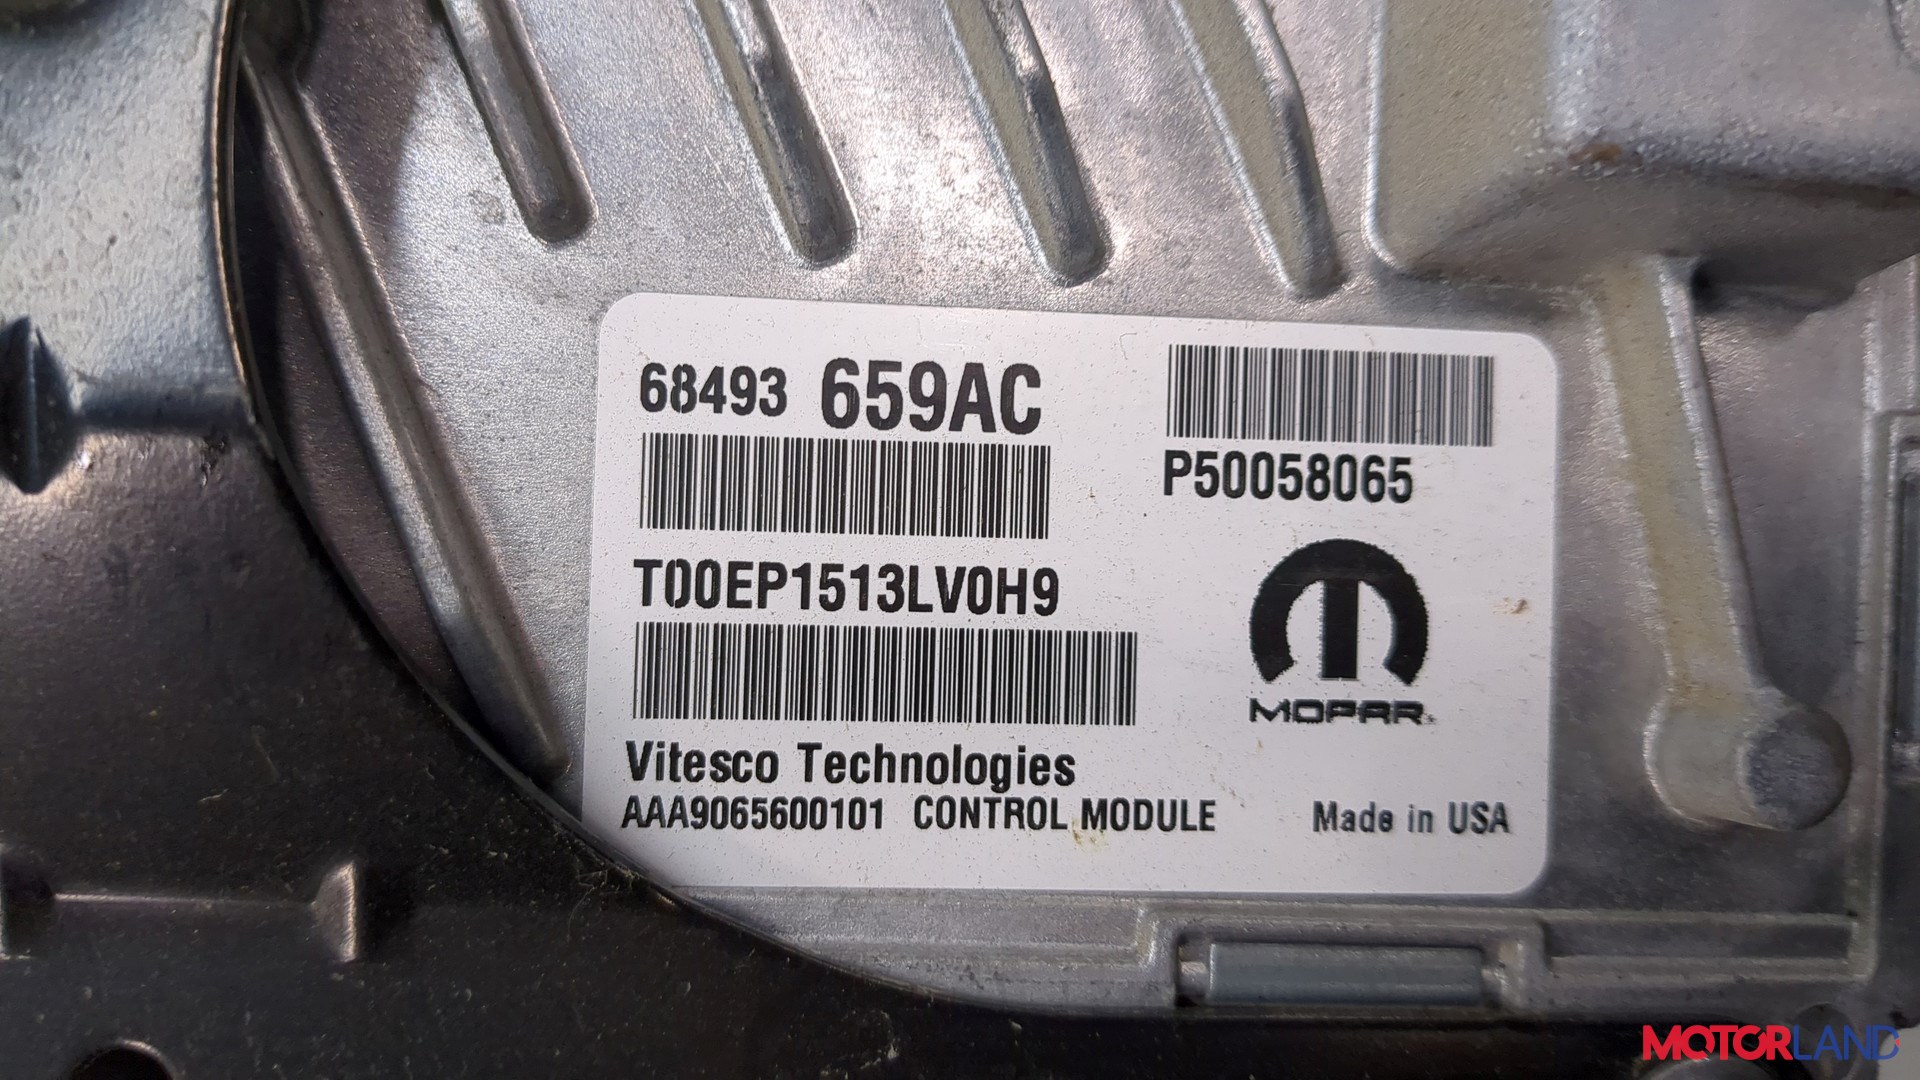 68493 659AC
P50058065
T00EP1513LV0H9
MOPAR
Vitesco Technologies
AAA9065600101 CONTROL MODULE Made in USA
MOTORLAND